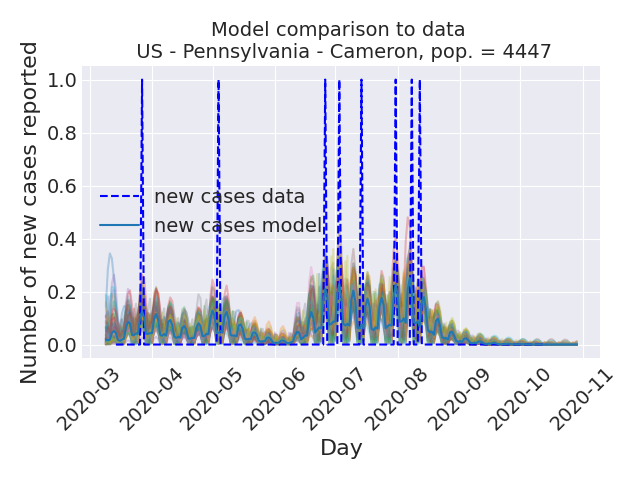 Model comparison to data
US - Pennsylvania - Cameron, pop. = 4447
Number of new cases reported
1.0
0.8
0.6
0.4
0.2
0.0
new cases data
new cases model
2020-03
2020-04
2020-05
2020-06
2020-07
2020-08
2020-09
2020-10
2020-11
Day